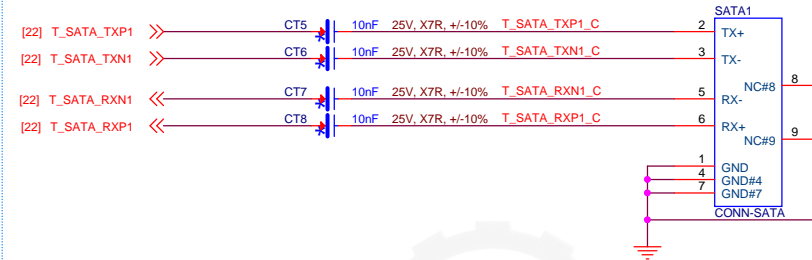 SATA1
[22] T_SATA_TXP1 CT5 10nF 25V, X7R, +/-10% T_SATA_TXP1_C 2 TX+
[22] T_SATA_TXN1 CT6 10nF 25V, X7R, +/-10% T_SATA_TXN1_C 3 TX-
NC#8 8
[22] T_SATA_RXN1 CT7 10nF 25V, X7R, +/-10% T_SATA_RXN1_C 5 RX-
[22] T_SATA_RXP1 CT8 10nF 25V, X7R, +/-10% T_SATA_RXP1_C 6 RX+
NC#9 9
1 GND
4 GND#4
7 GND#7
CONN-SATA